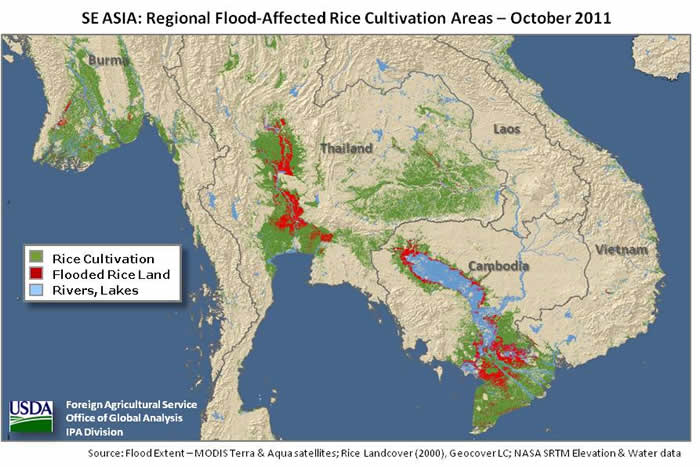 SE ASIA: Regional Flood-Affected Rice Cultivation Areas – October 2011
Burma
Laos
Thailand
Vietnam
Cambodia
Rice Cultivation
Flooded Rice Land
Rivers, Lakes
USDA
Foreign Agricultural Service
Office of Global Analysis
IPA Division
Source: Flood Extent – MODIS Terra & Aqua satellites; Rice Landcover (2000), Geocover LC; NASA SRTM Elevation & Water data